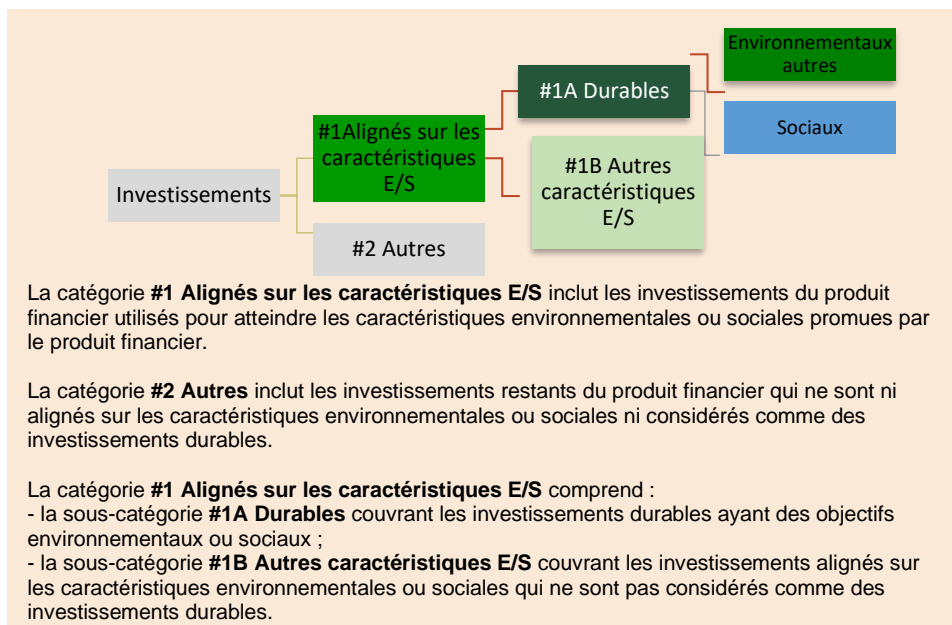 Environnementaux
autres
#1A Durables
#1Alignés sur les
caractéristiques
E/S
Sociaux
#1B Autres
caractéristiques
E/S
Investissements
#2 Autres
La catégorie #1 Alignés sur les caractéristiques E/S inclut les investissements du produit
financier utilisés pour atteindre les caractéristiques environnementales ou sociales promues par
le produit financier.
La catégorie #2 Autres inclut les investissements restants du produit financier qui ne sont ni
alignés sur les caractéristiques environnementales ou sociales ni considérés comme des
investissements durables.
La catégorie #1 Alignés sur les caractéristiques E/S comprend :
- la sous-catégorie #1A Durables couvrant les investissements durables ayant des objectifs
environnementaux ou sociaux ;
- la sous-catégorie #1B Autres caractéristiques E/S couvrant les investissements alignés sur
les caractéristiques environnementales ou sociales qui ne sont pas considérés comme des
investissements durables.